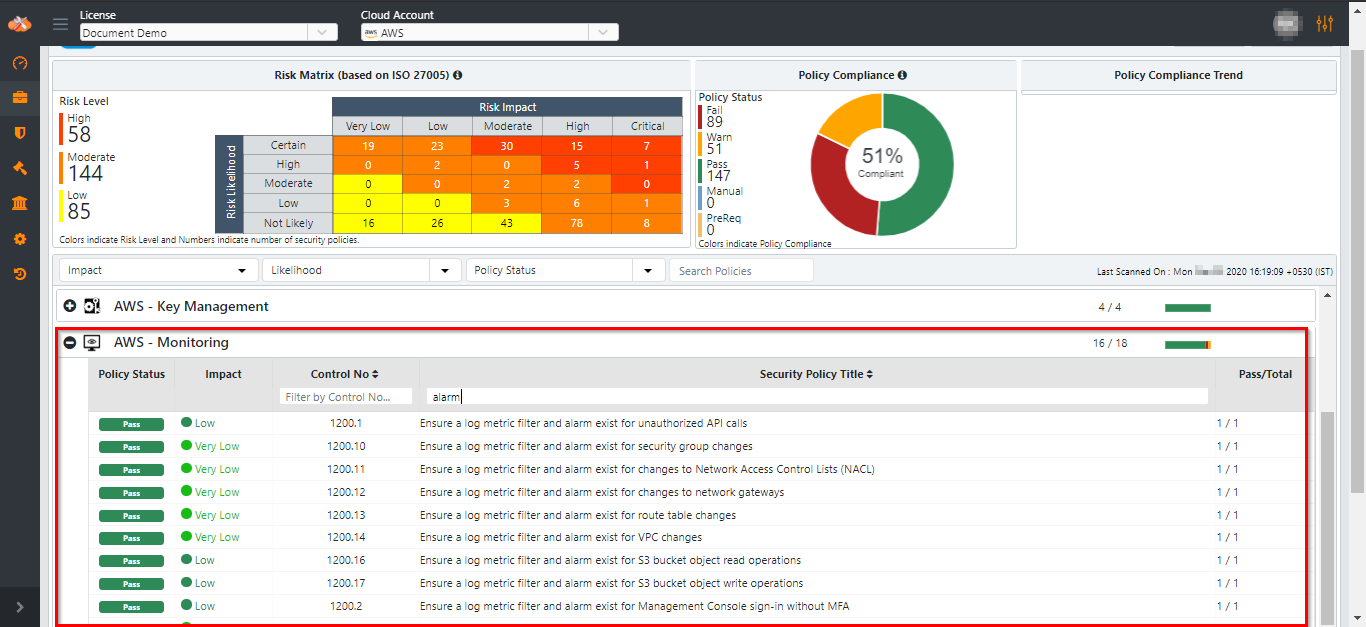 License
Document Demo
Cloud Account
aws AWS
Risk Matrix (based on ISO 27005)
Policy Compliance
Policy Compliance Trend
Risk Level
High
58
Moderate
144
Low
85
Risk Impact
Very Low Low Moderate High Critical
Risk Likelihood
Certain 19 23 30 15 7
High 0 2 0 5 1
Moderate 0 0 2 2 0
Low 0 0 3 6 1
Not Likely 16 26 43 78 8
Colors indicate Risk Level and Numbers indicate number of security policies.
Policy Status
Fail
89
Warn
51
Pass
147
Manual
0
PreReq
0
51%
Compliant
Colors indicate Policy Compliance
Impact Likelihood Policy Status Search Policies
Last Scanned On : Mon 2020 16:19:09 +0530 (IST)
AWS - Key Management 4 / 4
AWS - Monitoring 16 / 18
Policy Status Impact Control No Security Policy Title Pass/Total
Filter by Control No... alarm
Pass Low 1200.1 Ensure a log metric filter and alarm exist for unauthorized API calls 1 / 1
Pass Very Low 1200.10 Ensure a log metric filter and alarm exist for security group changes 1 / 1
Pass Very Low 1200.11 Ensure a log metric filter and alarm exist for changes to Network Access Control Lists (NACL) 1 / 1
Pass Very Low 1200.12 Ensure a log metric filter and alarm exist for changes to network gateways 1 / 1
Pass Very Low 1200.13 Ensure a log metric filter and alarm exist for route table changes 1 / 1
Pass Very Low 1200.14 Ensure a log metric filter and alarm exist for VPC changes 1 / 1
Pass Low 1200.16 Ensure a log metric filter and alarm exist for S3 bucket object read operations 1 / 1
Pass Low 1200.17 Ensure a log metric filter and alarm exist for S3 bucket object write operations 1 / 1
Pass Low 1200.2 Ensure a log metric filter and alarm exist for Management Console sign-in without MFA 1 / 1